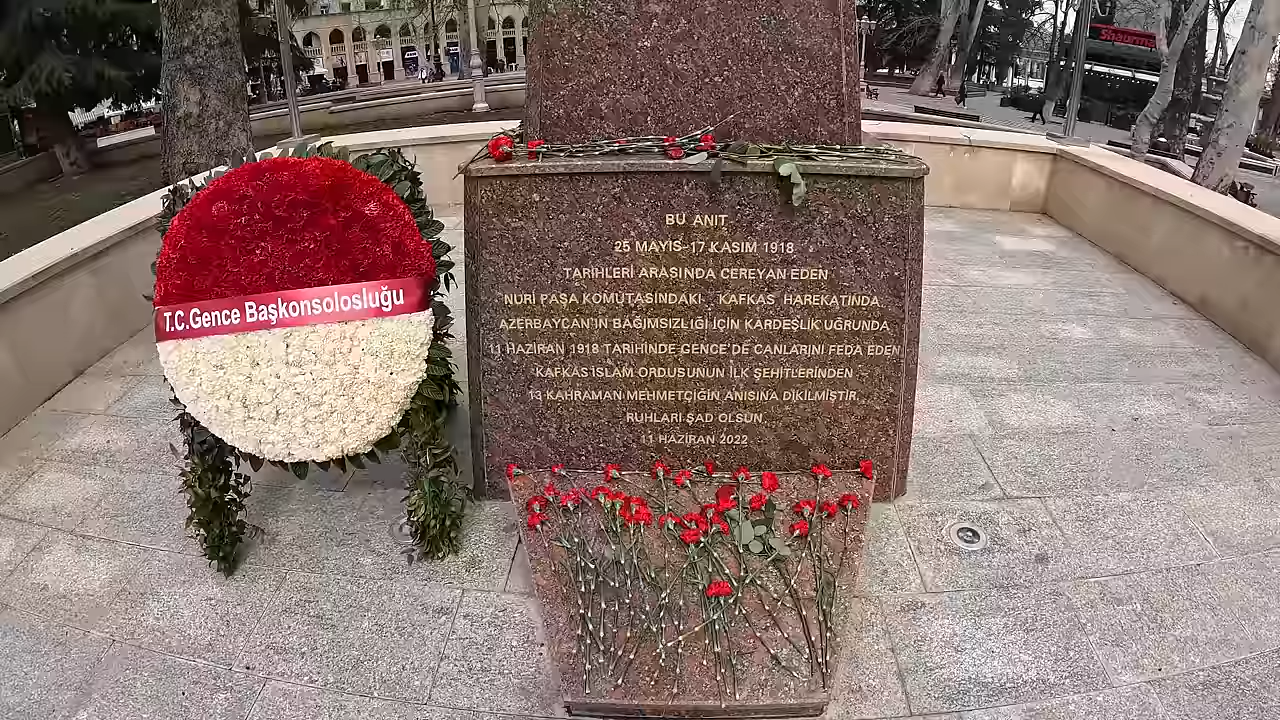 Shaurma
T.C.Gence Başkonsolosluğu
BU ANIT
25 MAYIS-17 KASIM 1918
TARİHLERİ ARASINDA CEREYAN EDEN
NURİ PAŞA KOMUTASINDAKİ KAFKAS HAREKATINDA
AZERBAYCAN'IN BAĞIMSIZLIĞI İÇİN KARDEŞLİK UĞRUNDA
11 HAZİRAN 1918 TARİHİNDE GENCE'DE CANLARINI FEDA EDEN
KAFKAS İSLAM ORDUSUNUN İLK ŞEHİTLERİNDEN
13 KAHRAMAN MEHMETÇİĞİN ANISINA DİKİLMİŞTİR.
RUHLARI ŞAD OLSUN
11 HAZİRAN 2022